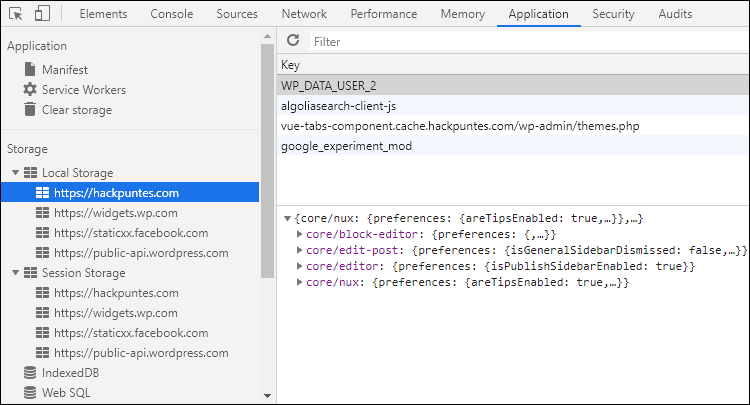 Elements Console Sources Network Performance Memory Application Security Audits
Application
Manifest
Service Workers
Clear storage
Storage
Local Storage
https://hackpuntes.com
https://widgets.wp.com
https://staticxx.facebook.com
https://public-api.wordpress.com
Session Storage
https://hackpuntes.com
https://widgets.wp.com
https://staticxx.facebook.com
https://public-api.wordpress.com
IndexedDB
Web SQL
Filter
Key
WP_DATA_USER_2
algoliasearch-client-js
vue-tabs-component.cache.hackpuntes.com/wp-admin/themes.php
google_experiment_mod
{core/nux: {preferences: {areTipsEnabled: true,…}},…}
core/block-editor: {preferences: {,…}}
core/edit-post: {preferences: {isGeneralSidebarDismissed: false,…}}
core/editor: {preferences: {isPublishSidebarEnabled: true}}
core/nux: {preferences: {areTipsEnabled: true,…}}